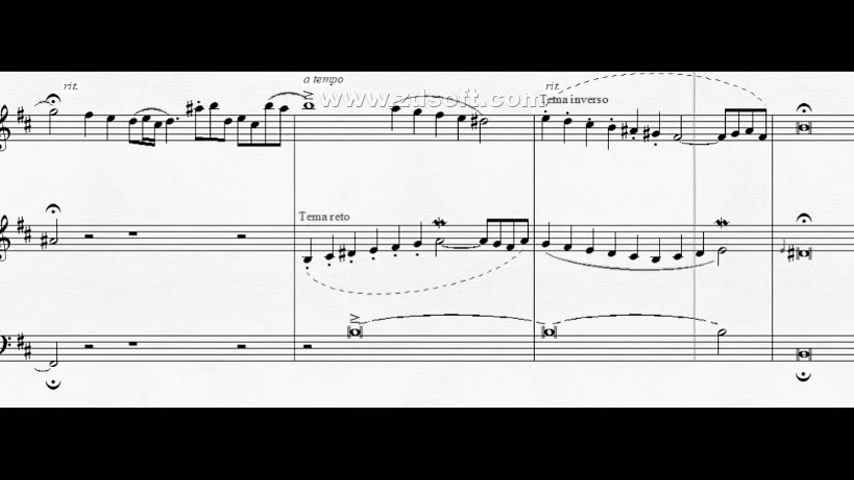 rit.
a tempo
www.zdsoft.com
rit.
Tema inverso
Tema reto